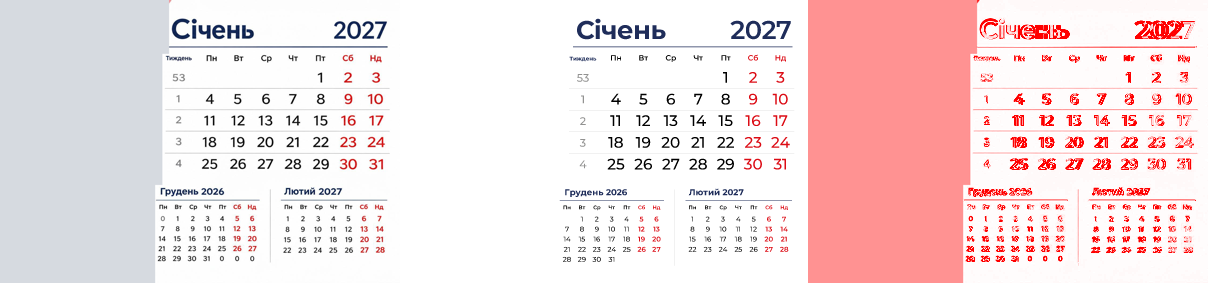 Січень 2027
Тиждень Пн Вт Ср Чт Пт Сб Нд
53 1 2 3
1 4 5 6 7 8 9 10
2 11 12 13 14 15 16 17
3 18 19 20 21 22 23 24
4 25 26 27 28 29 30 31
Грудень 2026
Пн Вт Ср Чт Пт Сб Нд
0 1 2 3 4 5 6
7 8 9 10 11 12 13
14 15 16 17 18 19 20
21 22 23 24 25 26 27
28 29 30 31 0 0 0
Лютий 2027
Пн Вт Ср Чт Пт Сб Нд
1 2 3 4 5 6 7
8 9 10 11 12 13 14
15 16 17 18 19 20 21
22 23 24 25 26 27 28
Січень 2027
Тиждень Пн Вт Ср Чт Пт Сб Нд
53 1 2 3
1 4 5 6 7 8 9 10
2 11 12 13 14 15 16 17
3 18 19 20 21 22 23 24
4 25 26 27 28 29 30 31
Грудень 2026
Пн Вт Ср Чт Пт Сб Нд
1 2 3 4 5 6
7 8 9 10 11 12 13
14 15 16 17 18 19 20
21 22 23 24 25 26 27
28 29 30 31
Лютий 2027
Пн Вт Ср Чт Пт Сб Нд
1 2 3 4 5 6 7
8 9 10 11 12 13 14
15 16 17 18 19 20 21
22 23 24 25 26 27 28
Січень 2027
1 2 3
1 4 5 6 7 8 9 10
2 11 12 13 14 15 16 17
3 18 19 20 21 22 23 24
4 25 26 27 28 29 30 31
Грудень 2026
Лютий 2027